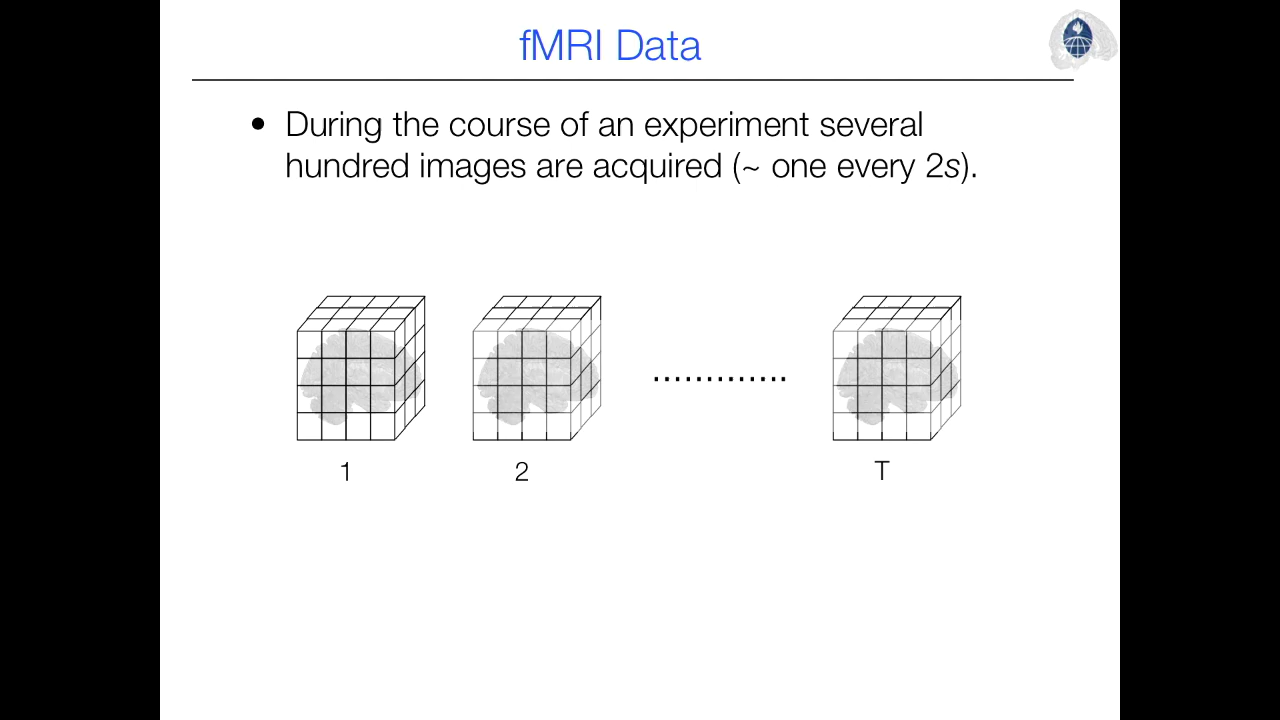 fMRI Data
• During the course of an experiment several
hundred images are acquired (~ one every 2s).
.............
1 2 T